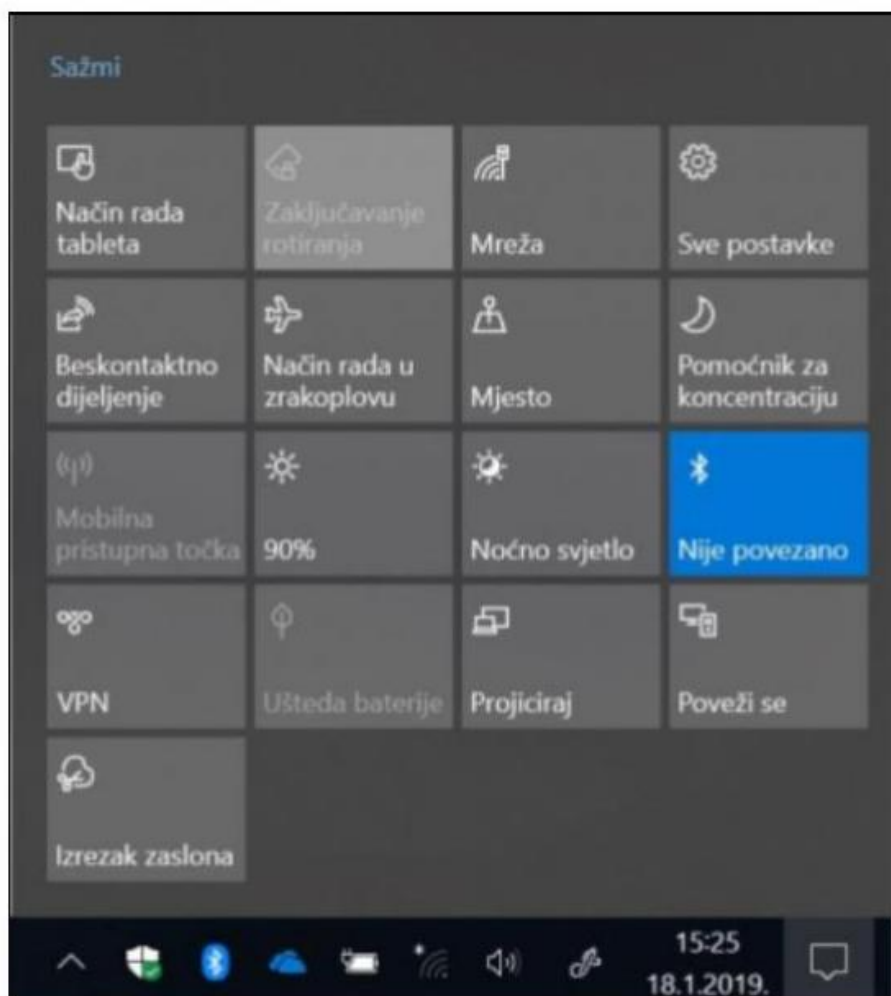 Sažmi
Način rada
tableta
Zaključavanje
rotiranja
Mreža
Sve postavke
Beskontaktno
dijeljenje
Način rada u
zrakoplovu
Mjesto
Pomoćnik za
koncentraciju
Mobilna
pristupna točka
90%
Noćno svjetlo
Nije povezano
VPN
Ušteda baterije
Projiciraj
Poveži se
Izrezak zaslona
15:25
18.1.2019.